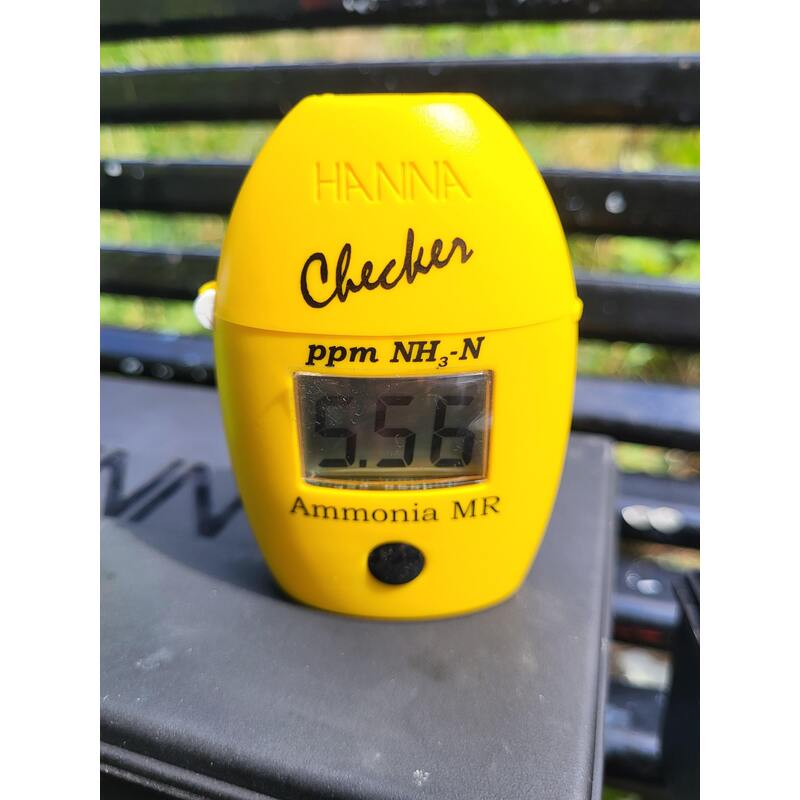 HANNA
Checker
ppm NH₃-N
5.56
Ammonia MR